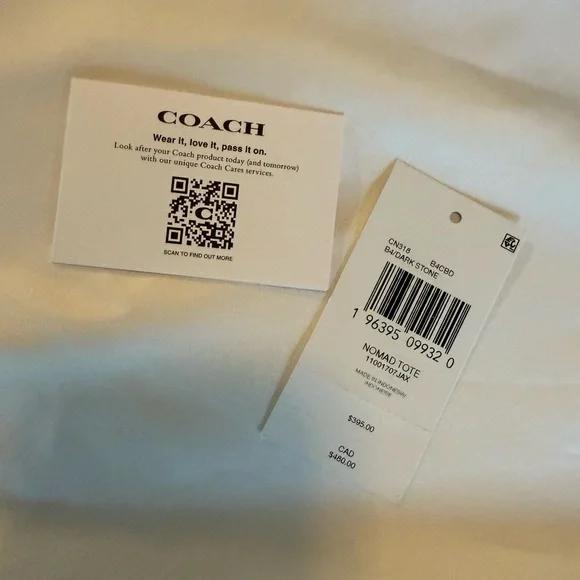 COACH
Wear it, love it, pass it on.
Look after your Coach product today (and tomorrow)
with our unique Coach Cares services.
C
SCAN TO FIND OUT MORE
CN318 B4CBD
B4/DARK STONE
1 96395 09932 0
NOMAD TOTE
11001707JAX
MADE IN INDONESIA/
INDONESIE
$395.00
CAD
$480.00